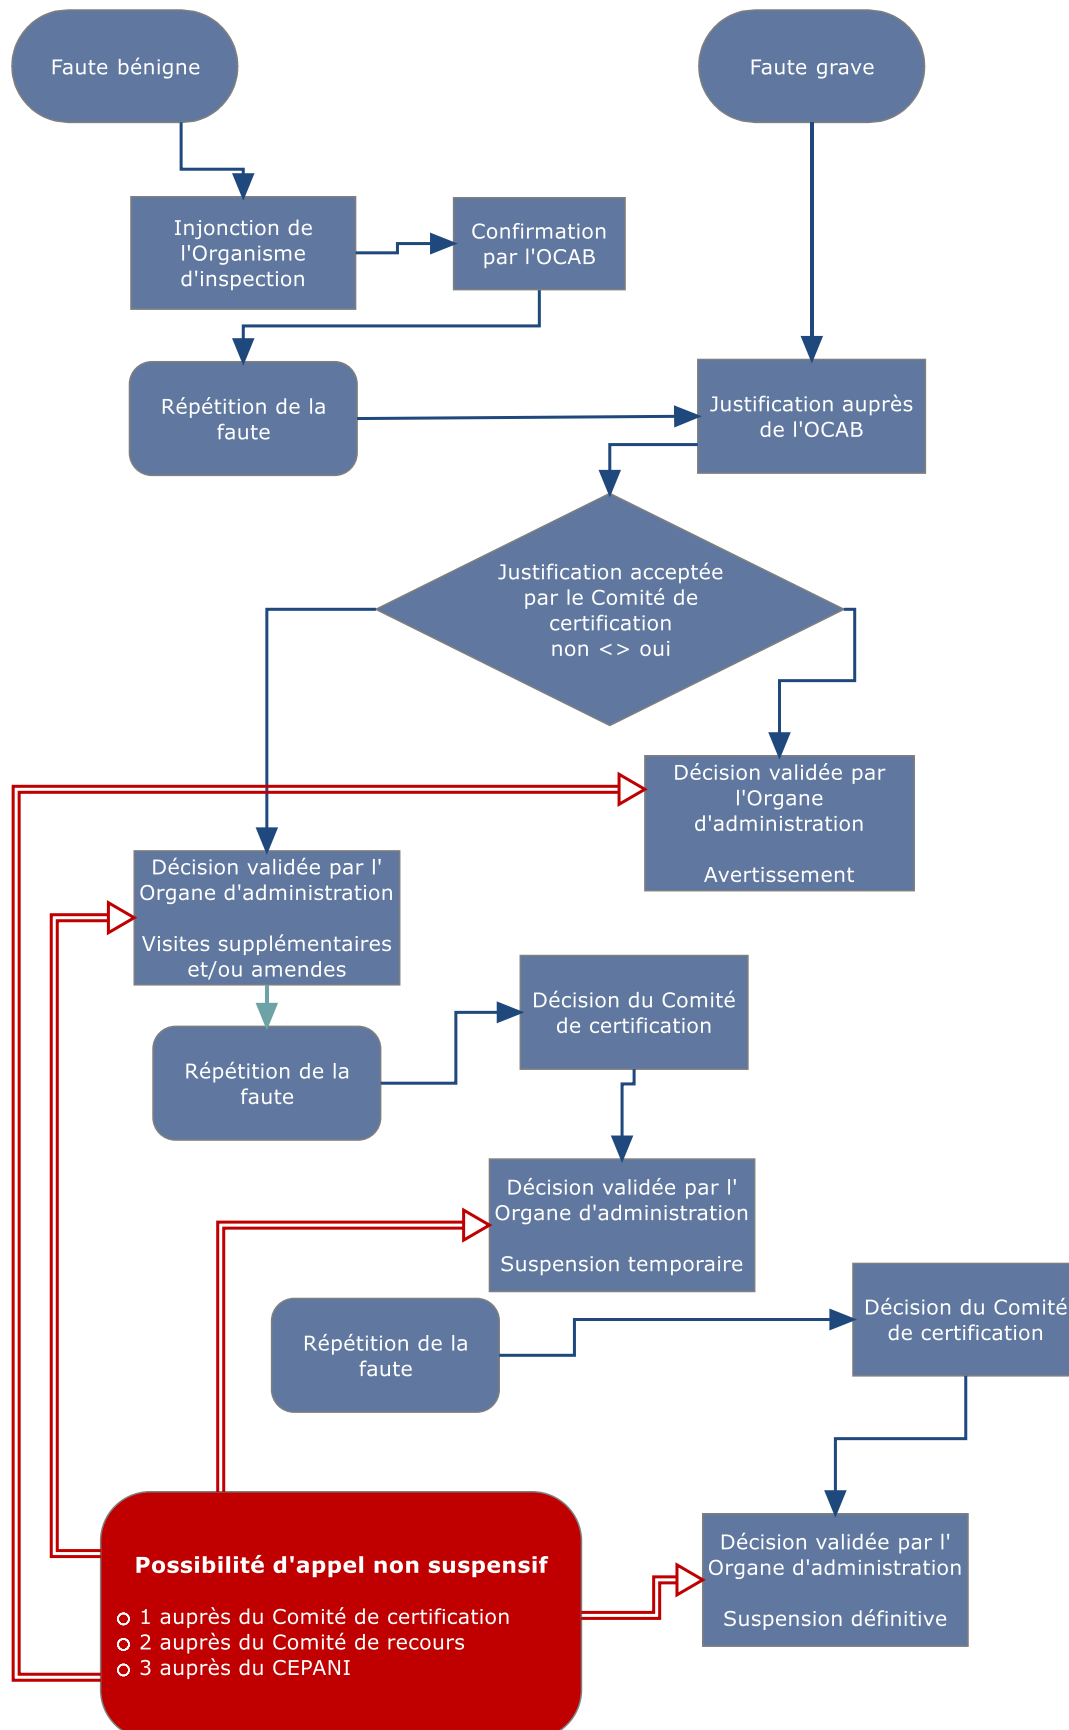 Faute bénigne
Faute grave
Injonction de
l'Organisme
d'inspection
Confirmation
par l'OCAB
Répétition de la
faute
Justification auprès
de l'OCAB
Justification acceptée
par le Comité de
certification
non <> oui
Décision validée par
l'Organe
d'administration
Avertissement
Décision validée par l'
Organe d'administration
Visites supplémentaires
et/ou amendes
Décision du Comité
de certification
Répétition de la
faute
Décision validée par l'
Organe d'administration
Suspension temporaire
Décision du Comité
de certification
Répétition de la
faute
Décision validée par l'
Organe d'administration
Suspension définitive
Possibilité d'appel non suspensif
1 auprès du Comité de certification
2 auprès du Comité de recours
3 auprès du CEPANI